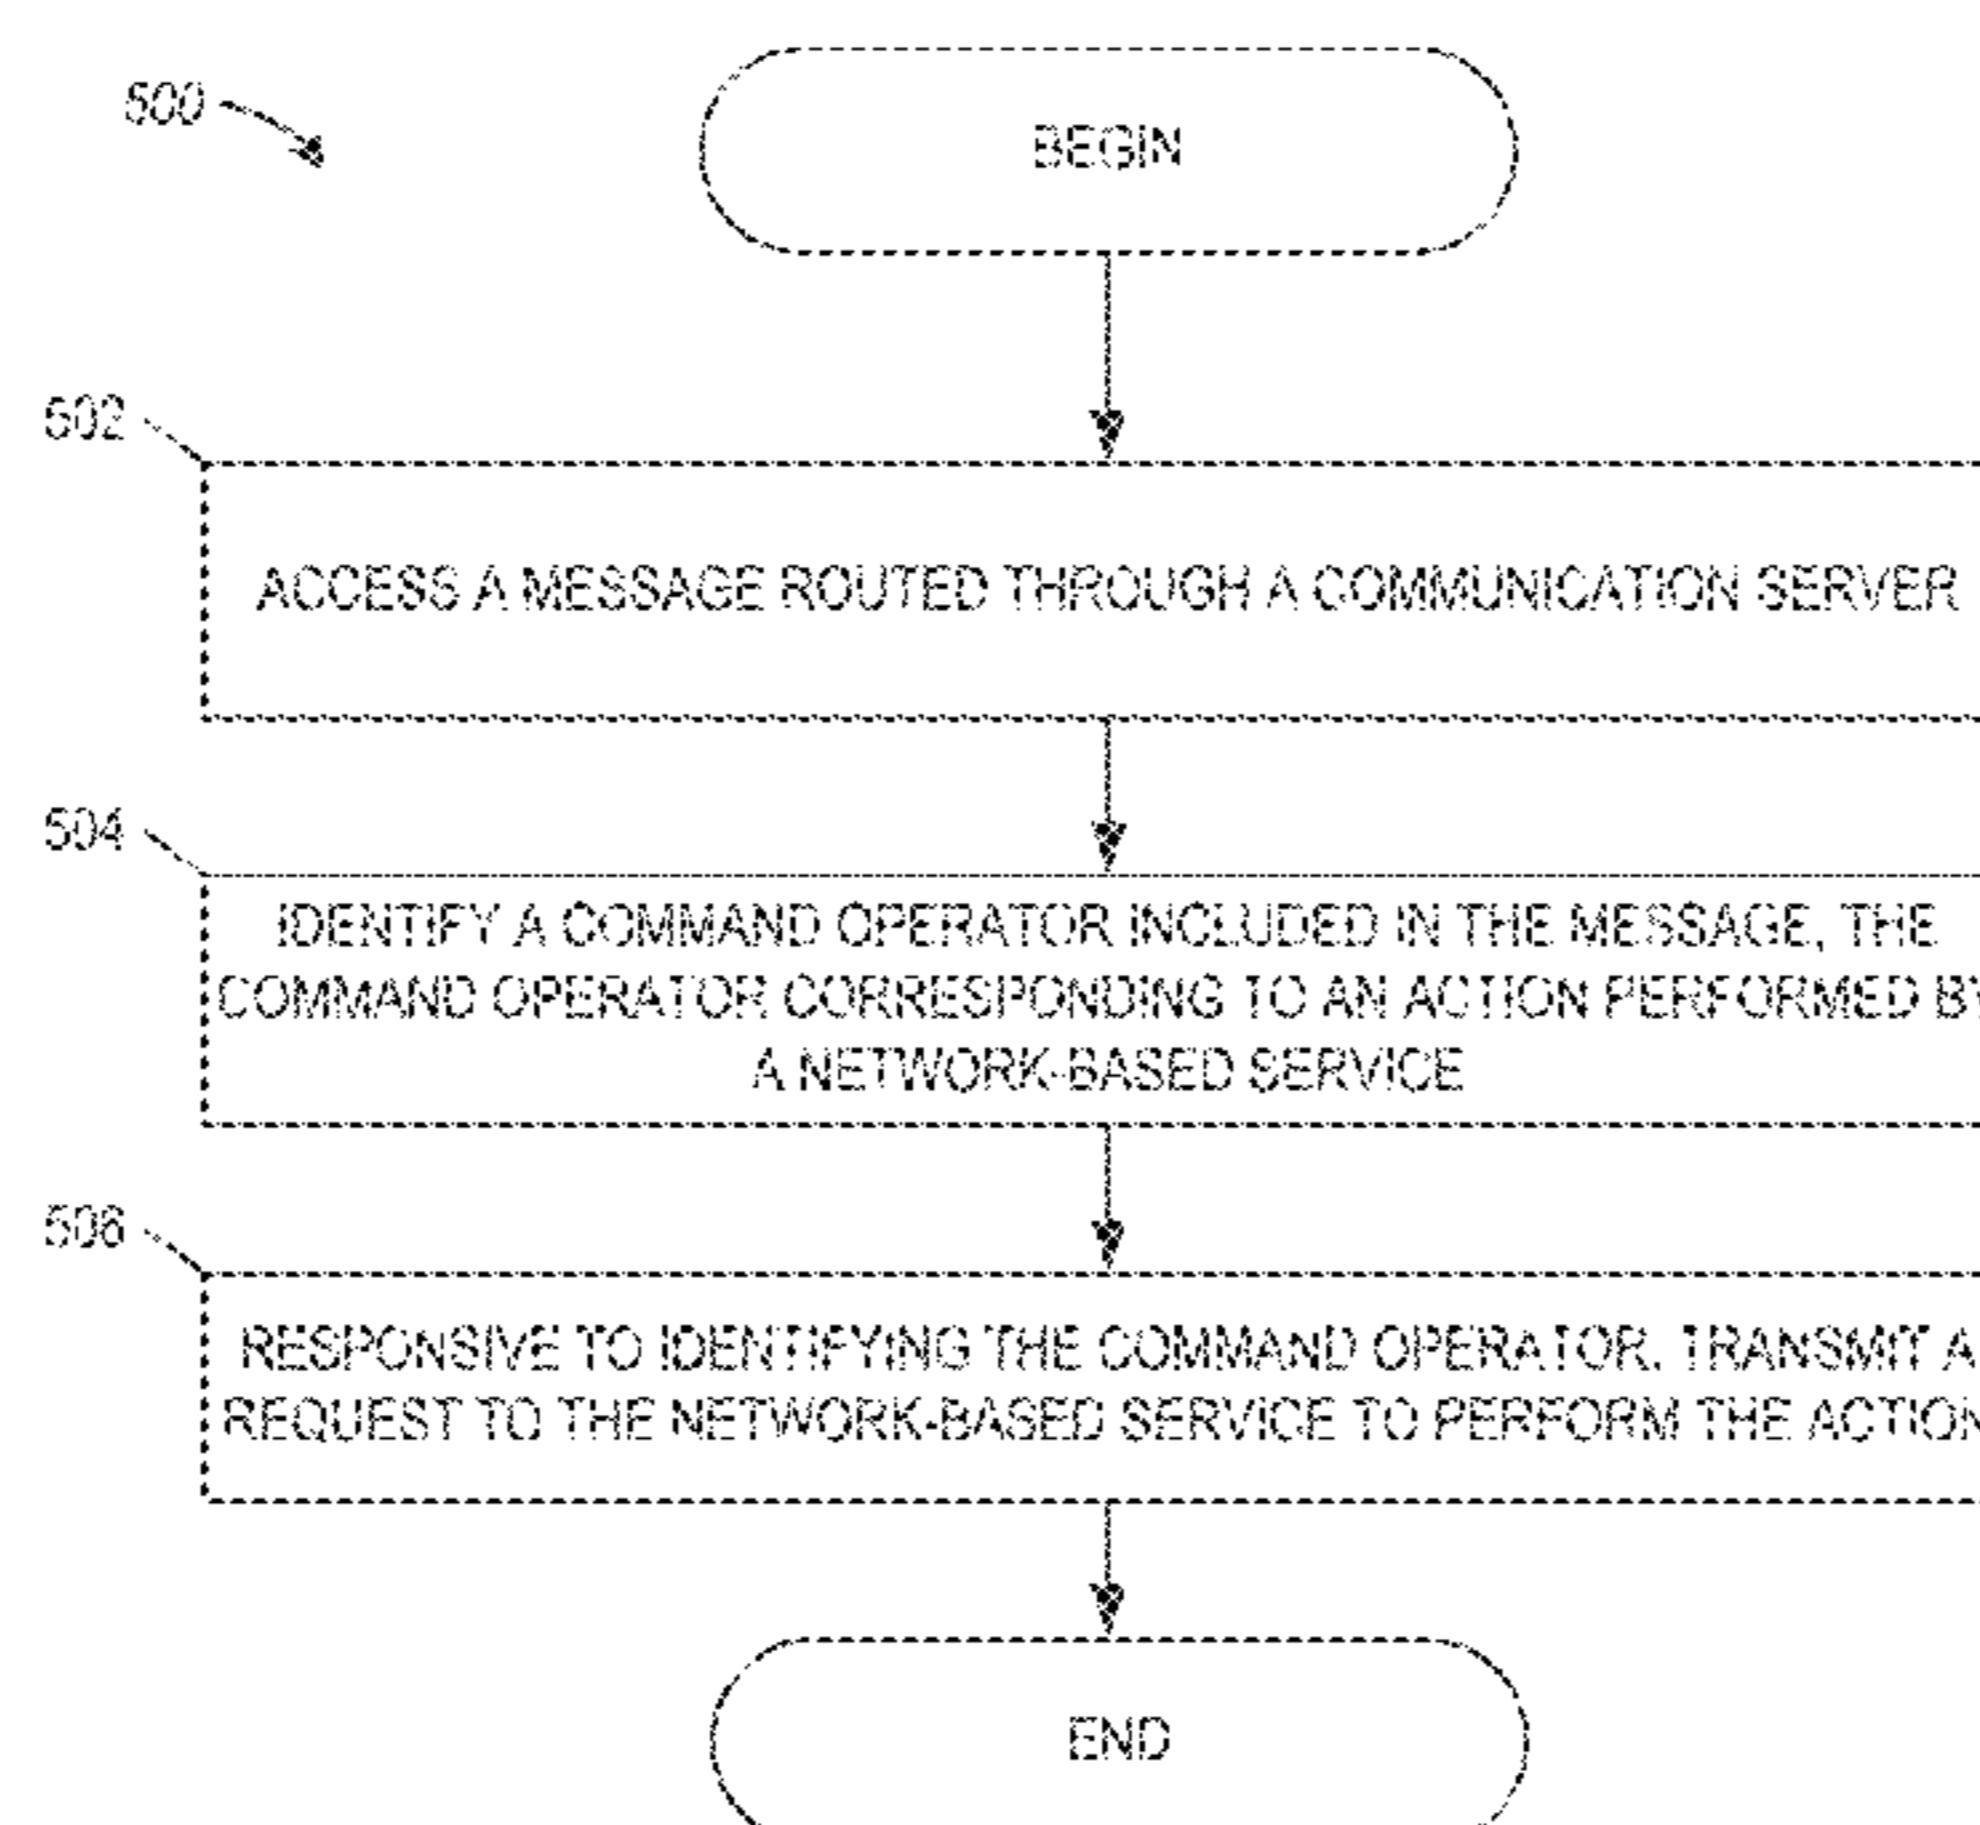 500
BEGIN
502
ACCESS A MESSAGE ROUTED THROUGH A COMMUNICATION SERVER
504
IDENTIFY A COMMAND OPERATOR INCLUDED IN THE MESSAGE, THE
COMMAND OPERATOR CORRESPONDING TO AN ACTION PERFORMED BY
A NETWORK-BASED SERVICE
506
RESPONSIVE TO IDENTIFYING THE COMMAND OPERATOR, TRANSMIT A
REQUEST TO THE NETWORK-BASED SERVICE TO PERFORM THE ACTION
END